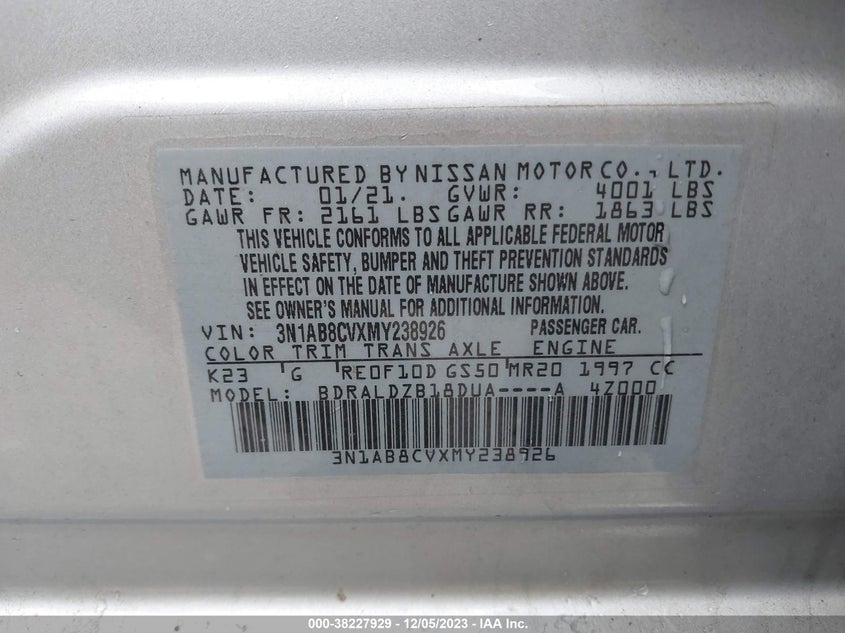 MANUFACTURED BY NISSAN MOTOR CO., LTD.
DATE: 01/21. GVWR: 4001 LBS
GAWR FR: 2161 LBS GAWR RR: 1863 LBS
THIS VEHICLE CONFORMS TO ALL APPLICABLE FEDERAL MOTOR
VEHICLE SAFETY, BUMPER AND THEFT PREVENTION STANDARDS
IN EFFECT ON THE DATE OF MANUFACTURE SHOWN ABOVE.
SEE OWNER'S MANUAL FOR ADDITIONAL INFORMATION.
VIN: 3N1AB8CVXMY238926 PASSENGER CAR.
COLOR TRIM TRANS AXLE ENGINE
K23 G RE0F10D GS50 MR20 1997 CC
MODEL: BDRALDZB18DUA----A 4Z000
3N1AB8CVXMY238926
000-38227929 - 12/05/2023 - IAA Inc.